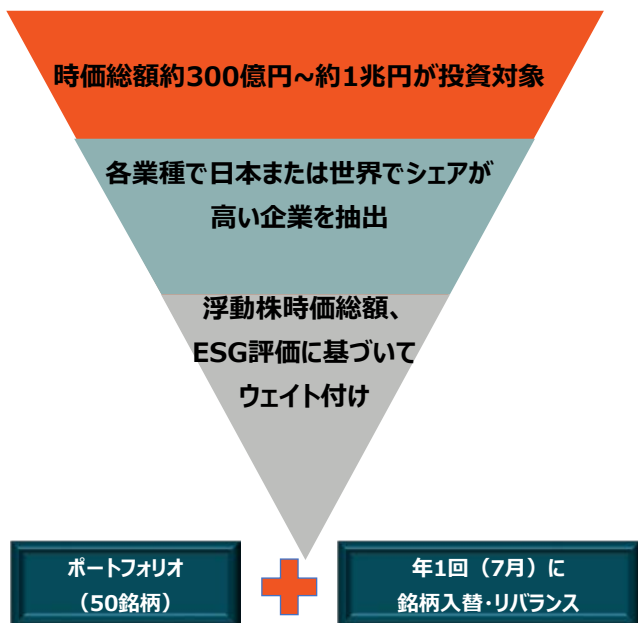 時価総額約300億円~約1兆円が投資対象
各業種で日本または世界でシェアが
高い企業を抽出
浮動株時価総額、
ESG評価に基づいて
ウェイト付け
ポートフォリオ
（50銘柄）
年1回（7月）に
銘柄入替・リバランス